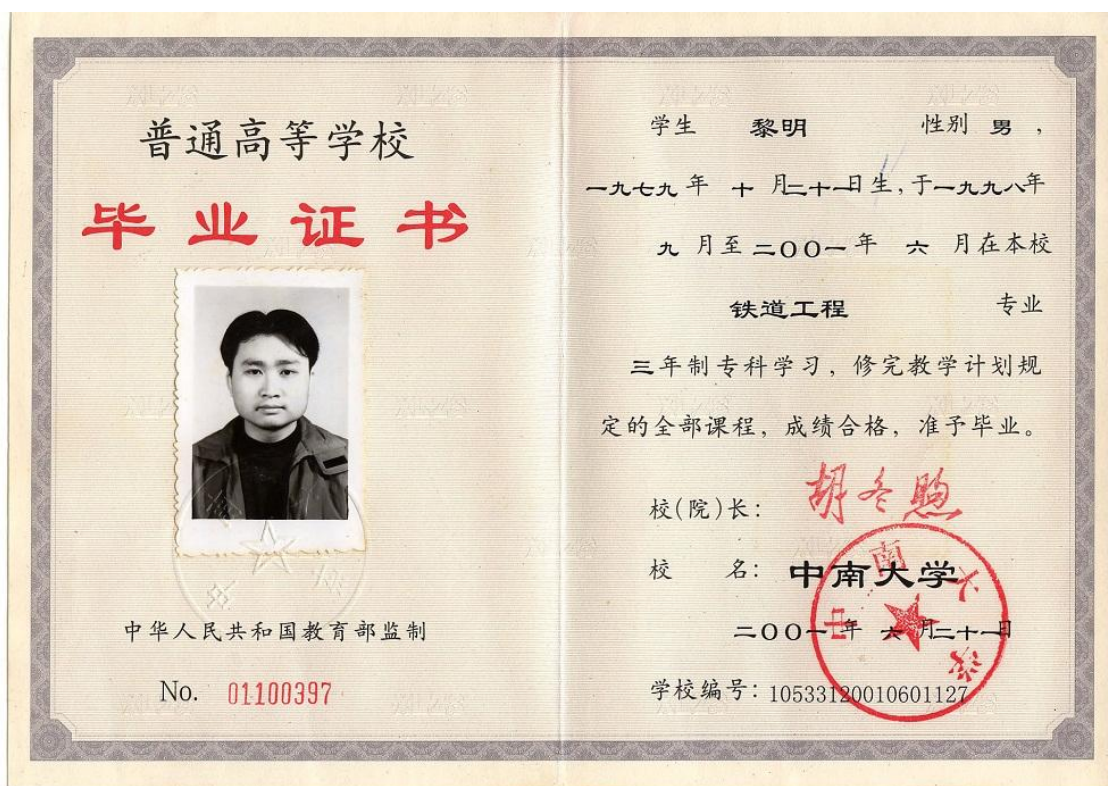 普通高等学校
毕业证书
中华人民共和国教育部监制
No. 01100397
学生 黎明 性别 男,
一九七九年 十 月二十一日生,于一九九八年
九 月至 二〇〇一年 六 月在本校
铁道工程 专业
三年制专科学习,修完教学计划规
定的全部课程,成绩合格,准予毕业。
校(院)长:
校 名: 中南大学
二〇〇一年 六 月二十一日
学校编号: 10533120010601127
中南大学